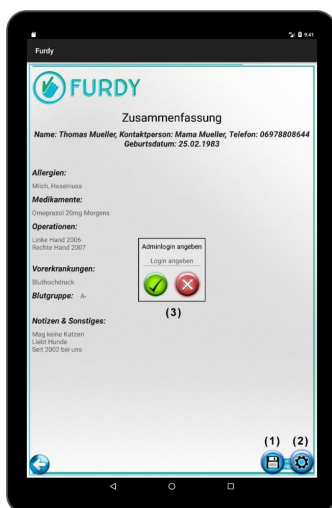 9:41
Furdy
FURDY
Zusammenfassung
Name: Thomas Mueller, Kontaktperson: Mama Mueller, Telefon: 06978808644
Geburtsdatum: 25.02.1983
Allergien:
Milch, Haselnuss
Medikamente:
Omeprazol 20mg Morgens
Operationen:
Linke Hand 2006
Rechte Hand 2007
Adminlogin angeben
Login angeben
(3)
Vorerkrankungen:
Bluthochdruck
Blutgruppe: A-
Notizen & Sonstiges:
Mag keine Katzen
Liebt Hunde
Seit 2002 bei uns
(1) (2)